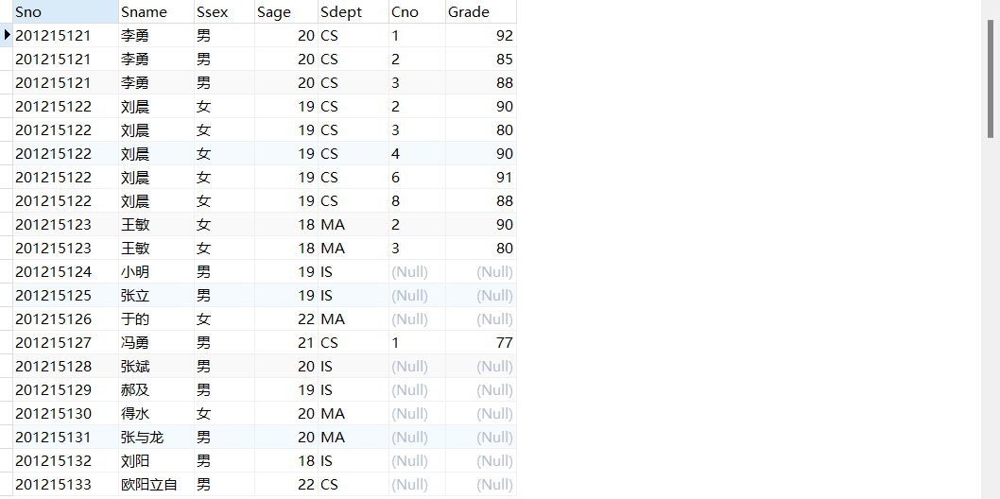 Sno Sname Ssex Sage Sdept Cno Grade
201215121 李勇 男 20 CS 1 92
201215121 李勇 男 20 CS 2 85
201215121 李勇 男 20 CS 3 88
201215122 刘晨 女 19 CS 2 90
201215122 刘晨 女 19 CS 3 80
201215122 刘晨 女 19 CS 4 90
201215122 刘晨 女 19 CS 6 91
201215122 刘晨 女 19 CS 8 88
201215123 王敏 女 18 MA 2 90
201215123 王敏 女 18 MA 3 80
201215124 小明 男 19 IS (Null) (Null)
201215125 张立 男 19 IS (Null) (Null)
201215126 于的 女 22 MA (Null) (Null)
201215127 冯勇 男 21 CS 1 77
201215128 张斌 男 20 IS (Null) (Null)
201215129 郝及 男 19 IS (Null) (Null)
201215130 得水 女 20 MA (Null) (Null)
201215131 张与龙 男 20 MA (Null) (Null)
201215132 刘阳 男 18 IS (Null) (Null)
201215133 欧阳立自 男 22 CS (Null) (Null)